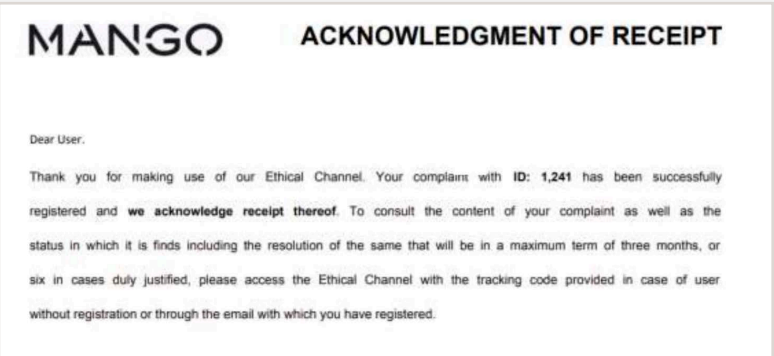 MANGO
ACKNOWLEDGMENT OF RECEIPT
Dear User.
Thank you for making use of our Ethical Channel. Your complaint with ID: 1,241 has been successfully
registered and we acknowledge receipt thereof. To consult the content of your complaint as well as the
status in which it is finds including the resolution of the same that will be in a maximum term of three months, or
six in cases duly justified, please access the Ethical Channel with the tracking code provided in case of user
without registration or through the email with which you have registered.